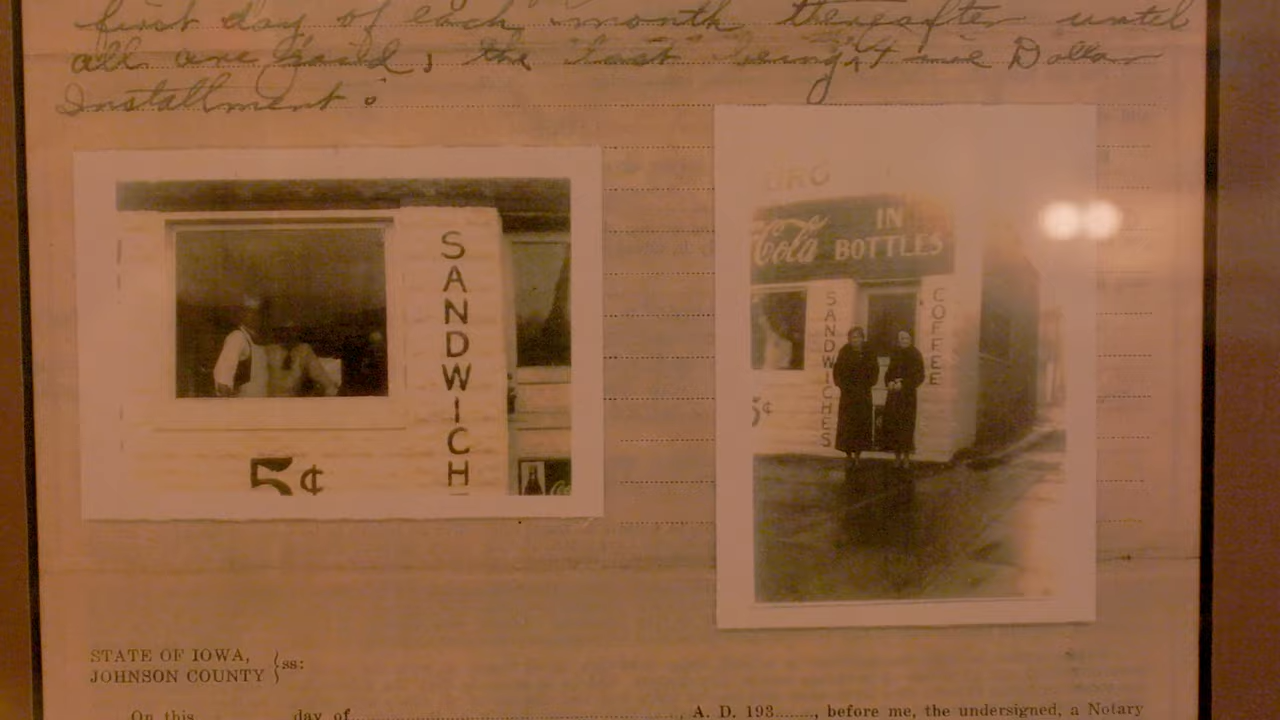 first day of each month thereafter until
all are paid, the last being
Dollar
Installment:
SANDWICH
5¢
IN
Cola BOTTLES
SANDWICHES
COFFEE
5¢
STATE OF IOWA,
JOHNSON COUNTY } ss:
On this day of , A. D. 193 , before me, the undersigned, a Notary